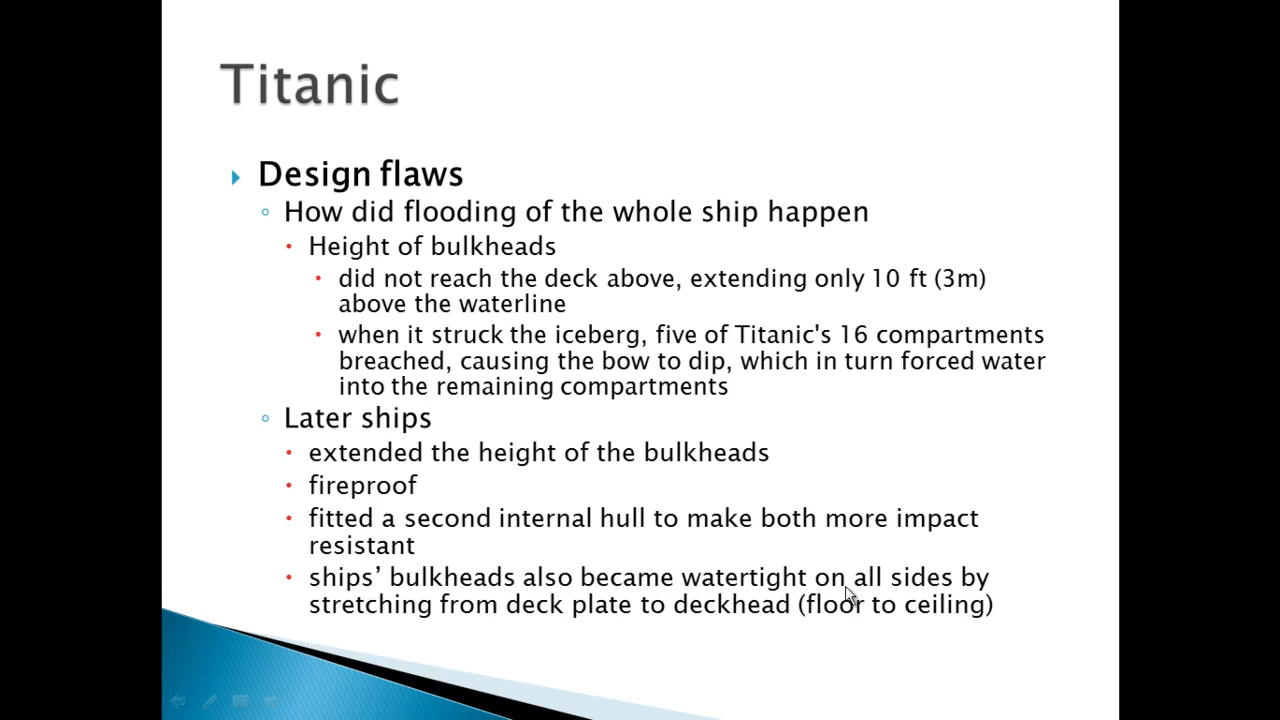 Titanic
Design flaws
How did flooding of the whole ship happen
Height of bulkheads
did not reach the deck above, extending only 10 ft (3m)
above the waterline
when it struck the iceberg, five of Titanic's 16 compartments
breached, causing the bow to dip, which in turn forced water
into the remaining compartments
Later ships
extended the height of the bulkheads
fireproof
fitted a second internal hull to make both more impact
resistant
ships’ bulkheads also became watertight on all sides by
stretching from deck plate to deckhead (floor to ceiling)